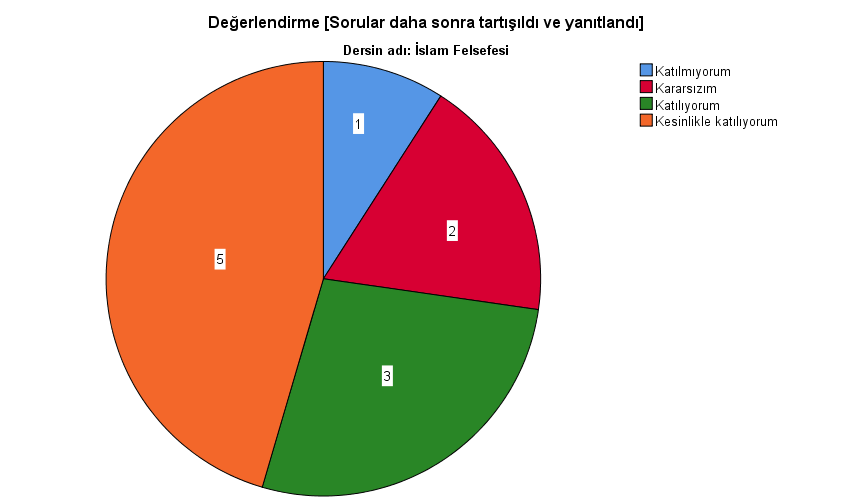 Değerlendirme [Sorular daha sonra tartışıldı ve yanıtlandı]
Dersin adı: İslam Felsefesi
Katılmıyorum
Kararsızım
Katılıyorum
Kesinlikle katılıyorum
1
2
5
3